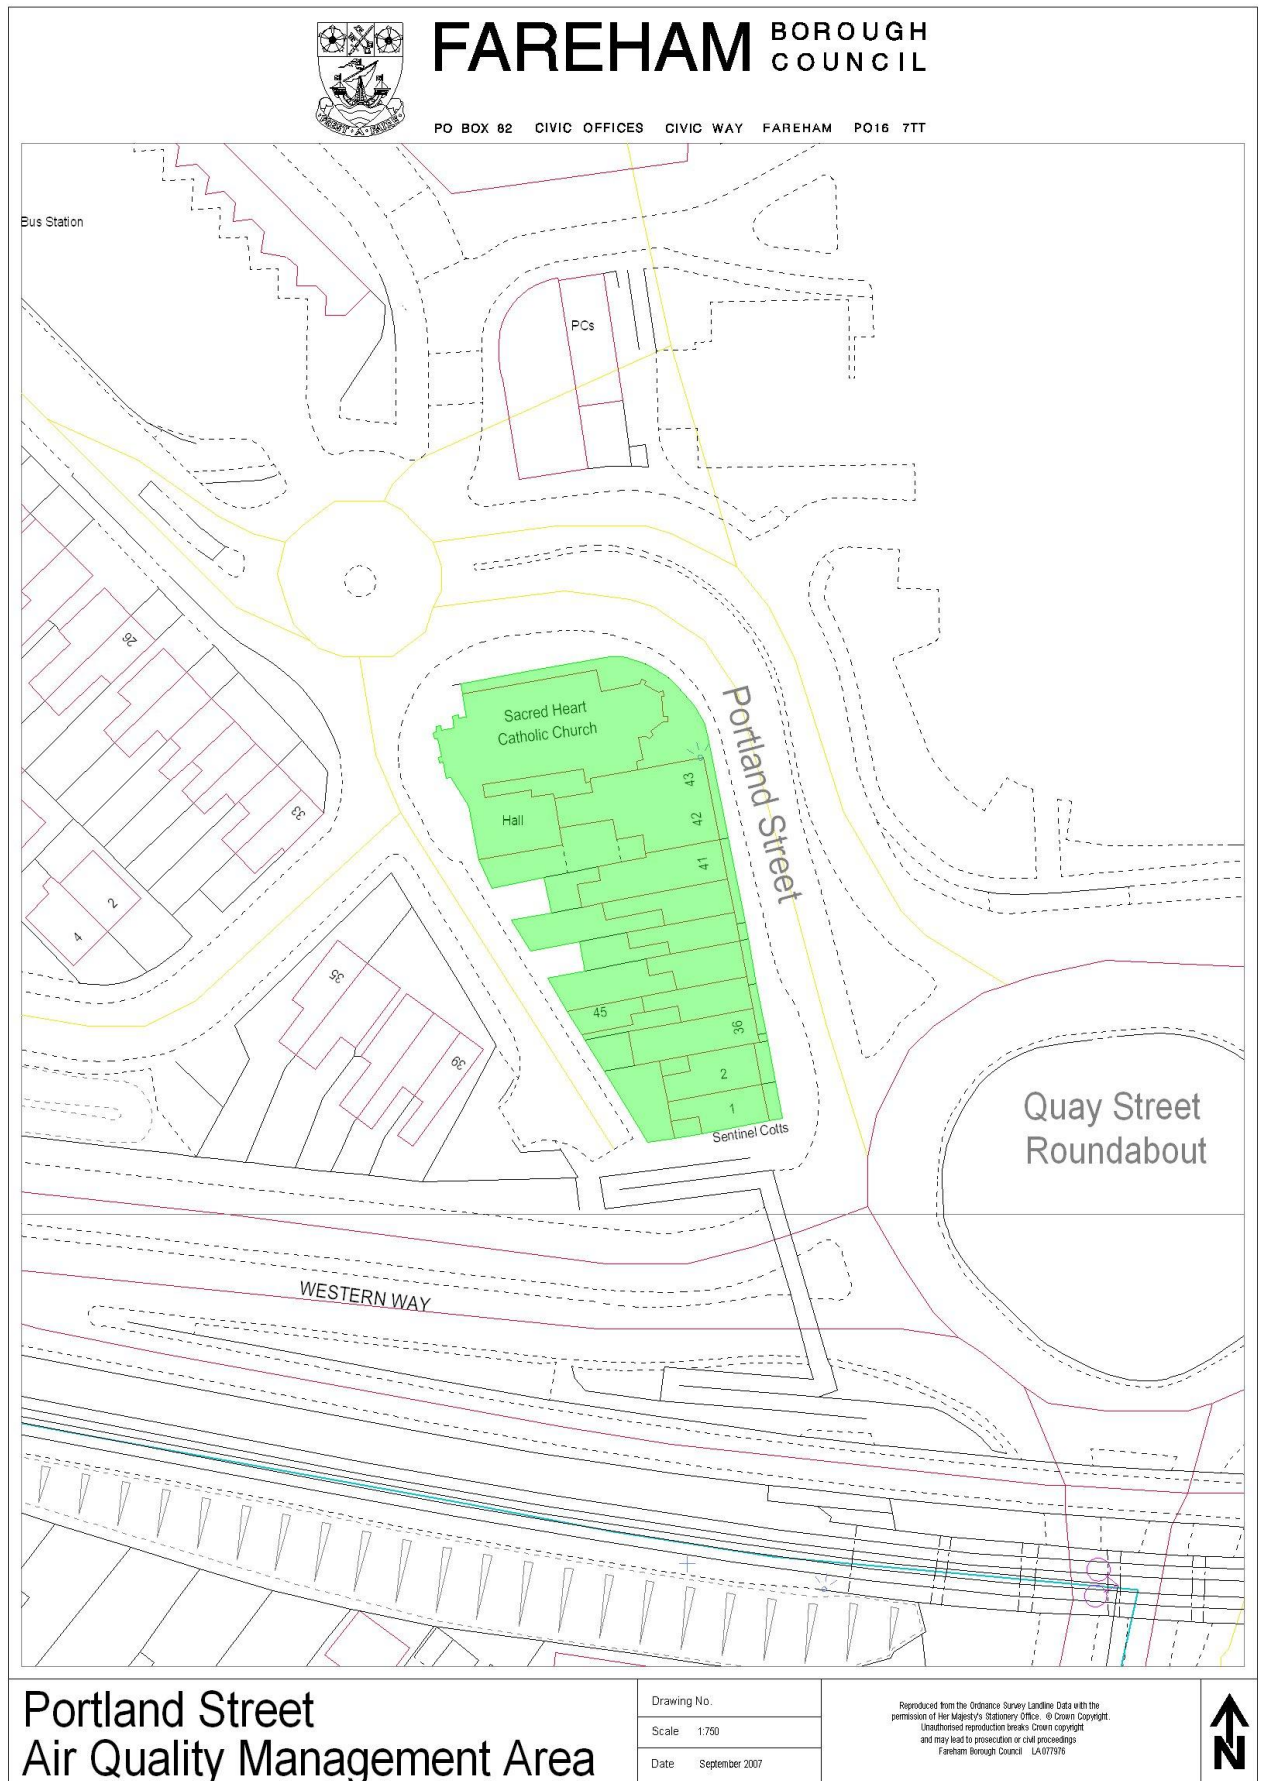 FAREHAM BOROUGH
COUNCIL
PO BOX 82 CIVIC OFFICES CIVIC WAY FAREHAM PO16 7TT
Bus Station
PCs
26
33
2
4
Sacred Heart
Catholic Church
Hall
43
42
41
Portland Street
35
39
45
36
2
1
Sentinel Cotts
Quay Street
Roundabout
WESTERN WAY
Portland Street
Air Quality Management Area
Drawing No.
Scale 1:750
Date September 2007
Reproduced from the Ordnance Survey Landline Data with the
permission of Her Majesty's Stationery Office. © Crown Copyright.
Unauthorised reproduction breaks Crown copyright
and may lead to prosecution or civil proceedings
Fareham Borough Council LA077976
N